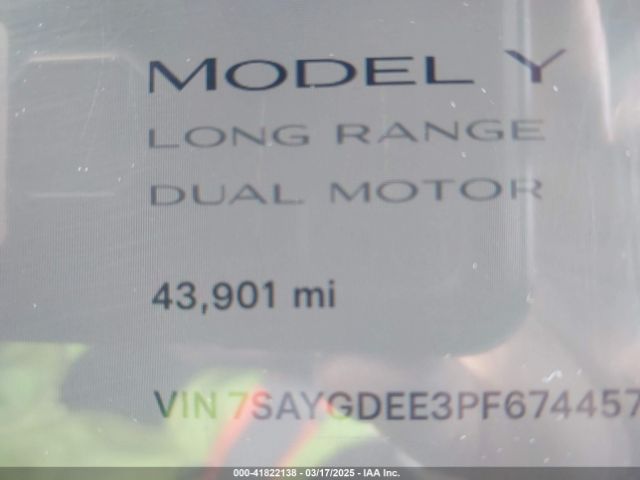 MODEL Y
LONG RANGE
DUAL MOTOR
43,901 mi
VIN 7SAYGDEE3PF674457
000-41822138 - 03/17/2025 - IAA Inc.